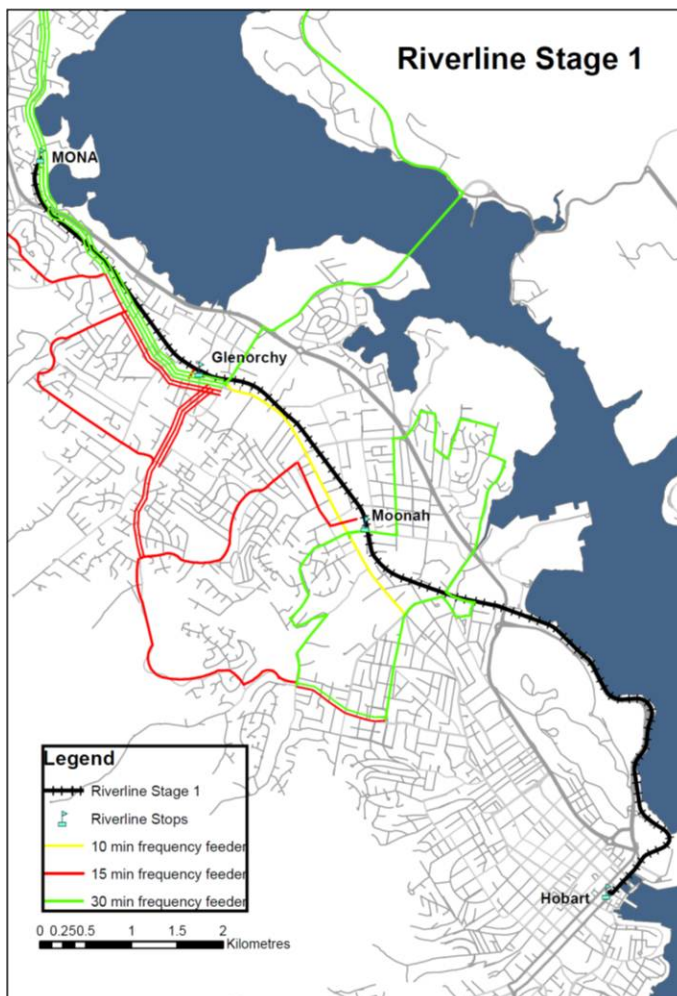 Riverline Stage 1
MONA
Glenorchy
Moonah
Hobart
Legend
Riverline Stage 1
Riverline Stops
10 min frequency feeder
15 min frequency feeder
30 min frequency feeder
0 0.250.5 1 1.5 2
Kilometres